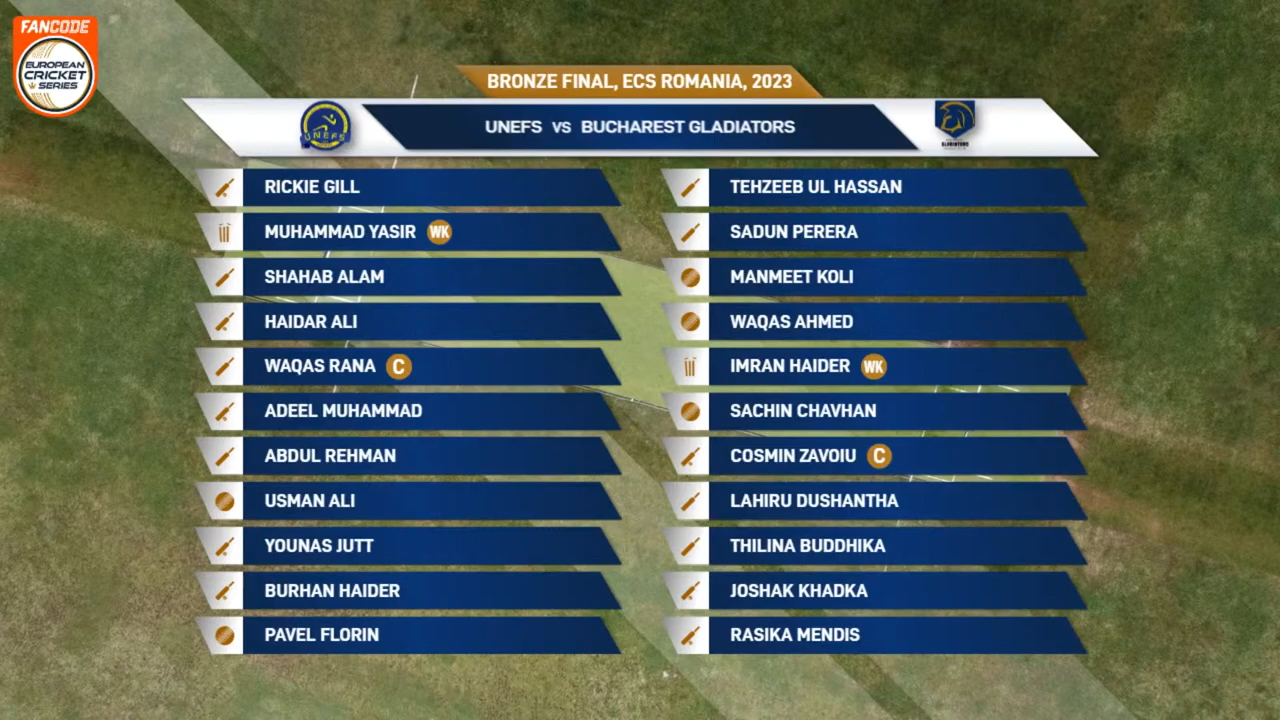 FANCODE
EUROPEAN
CRICKET
SERIES
BRONZE FINAL, ECS ROMANIA, 2023
UNEFS VS BUCHAREST GLADIATORS
UNEFS
GLADIATORS
RICKIE GILL
MUHAMMAD YASIR WK
SHAHAB ALAM
HAIDAR ALI
WAQAS RANA C
ADEEL MUHAMMAD
ABDUL REHMAN
USMAN ALI
YOUNAS JUTT
BURHAN HAIDER
PAVEL FLORIN
TEHZEEB UL HASSAN
SADUN PERERA
MANMEET KOLI
WAQAS AHMED
IMRAN HAIDER WK
SACHIN CHAVHAN
COSMIN ZAVOIU C
LAHIRU DUSHANTHA
THILINA BUDDHIKA
JOSHAK KHADKA
RASIKA MENDIS